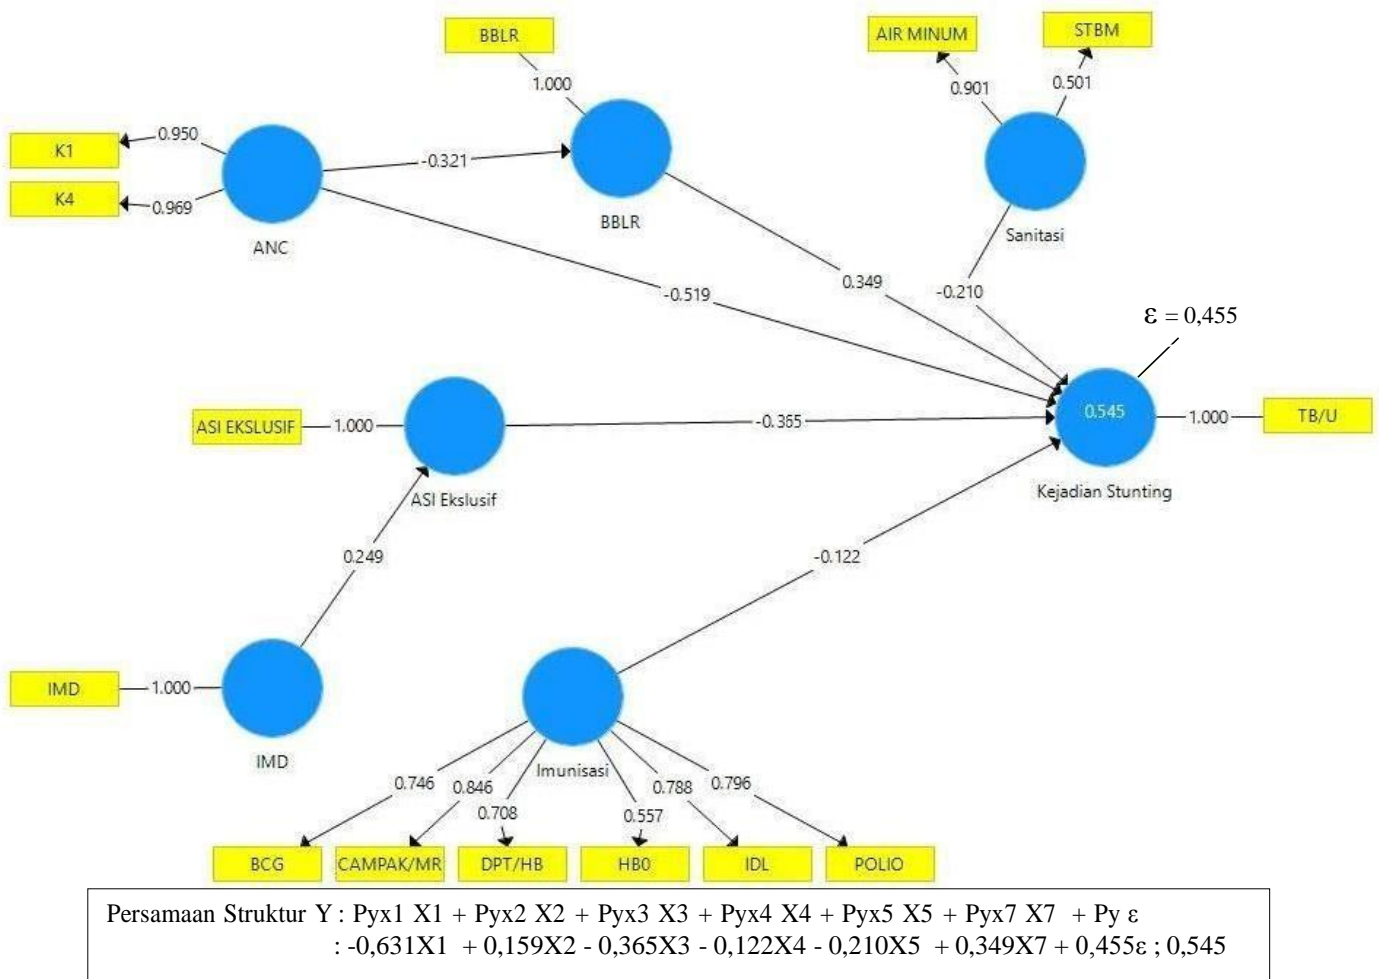 BBLR
AIR MINUM
STBM
1.000
0.901
0.501
K1
0.950
K4
0.969
ANC
-0.321
BBLR
Sanitasi
-0.519
0.349
-0.210
ε = 0,455
ASI EKSLUSIF
1.000
ASI Ekslusif
-0.365
0.545
1.000
TB/U
Kejadian Stunting
0.249
-0.122
IMD
1.000
IMD
Imunisasi
0.746
0.846
0.708
0.557
0.788
0.796
BCG
CAMPAK/MR
DPT/HB
HB0
IDL
POLIO
Persamaan Struktur Y : Pyx1 X1 + Pyx2 X2 + Pyx3 X3 + Pyx4 X4 + Pyx5 X5 + Pyx7 X7 + Py ε
: -0,631X1 + 0,159X2 - 0,365X3 - 0,122X4 - 0,210X5 + 0,349X7 + 0,455ε ; 0,545